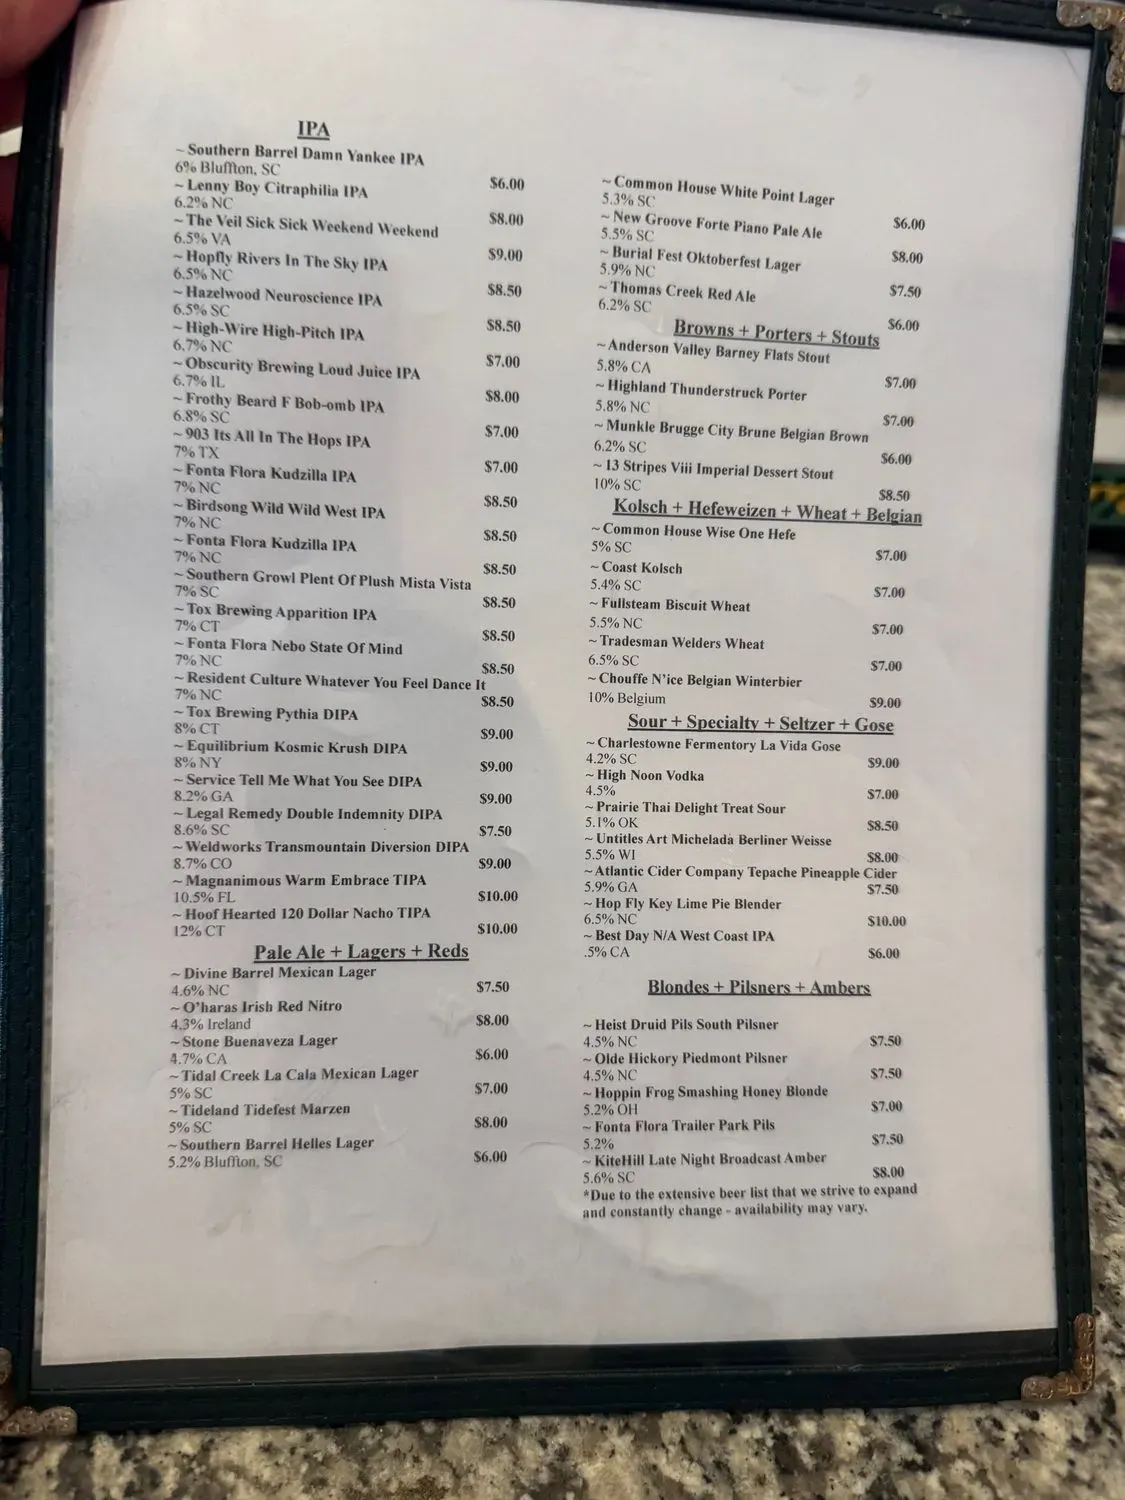 IPA
~ Southern Barrel Damn Yankee IPA
6% Bluffton, SC
$6.00
~ Lenny Boy Citraphilia IPA
6.2% NC
$8.00
~ The Veil Sick Sick Weekend Weekend
6.5% VA
$9.00
~ Hopfly Rivers In The Sky IPA
6.5% NC
$8.50
~ Hazelwood Neuroscience IPA
6.5% SC
$8.50
~ High-Wire High-Pitch IPA
6.7% NC
$7.00
~ Obscurity Brewing Loud Juice IPA
6.7% IL
$8.00
~ Frothy Beard F Bob-omb IPA
6.8% SC
$7.00
~ 903 Its All In The Hops IPA
7% TX
$7.00
~ Fonta Flora Kudzilla IPA
7% NC
$8.50
~ Birdsong Wild Wild West IPA
7% NC
$8.50
~ Fonta Flora Kudzilla IPA
7% NC
$8.50
~ Southern Growl Plent Of Plush Mista Vista
7% SC
$8.50
~ Tox Brewing Apparition IPA
7% CT
$8.50
~ Fonta Flora Nebo State Of Mind
7% NC
$8.50
~ Resident Culture Whatever You Feel Dance It
7% NC
$8.50
~ Tox Brewing Pythia DIPA
8% CT
$9.00
~ Equilibrium Kosmic Krush DIPA
8% NY
$9.00
~ Service Tell Me What You See DIPA
8.2% GA
$9.00
~ Legal Remedy Double Indemnity DIPA
8.6% SC
$7.50
~ Weldworks Transmountain Diversion DIPA
8.7% CO
$9.00
~ Magnanimous Warm Embrace TIPA
10.5% FL
$10.00
~ Hoof Hearted 120 Dollar Nacho TIPA
12% CT
$10.00
Pale Ale + Lagers + Reds
~ Divine Barrel Mexican Lager
4.6% NC
$7.50
~ O'haras Irish Red Nitro
4.3% Ireland
$8.00
~ Stone Buenaveza Lager
4.7% CA
$6.00
~ Tidal Creek La Cala Mexican Lager
5% SC
$7.00
~ Tideland Tidefest Marzen
5% SC
$8.00
~ Southern Barrel Helles Lager
5.2% Bluffton, SC
$6.00
~ Common House White Point Lager
5.3% SC
$6.00
~ New Groove Forte Piano Pale Ale
5.5% SC
$8.00
~ Burial Fest Oktoberfest Lager
5.9% NC
$7.50
~ Thomas Creek Red Ale
6.2% SC
$6.00
Browns + Porters + Stouts
~ Anderson Valley Barney Flats Stout
5.8% CA
$7.00
~ Highland Thunderstruck Porter
5.8% NC
$7.00
~ Munkle Brugge City Brune Belgian Brown
6.2% SC
$6.00
~ 13 Stripes Viii Imperial Dessert Stout
10% SC
$8.50
Kolsch + Hefeweizen + Wheat + Belgian
~ Common House Wise One Hefe
5% SC
$7.00
~ Coast Kolsch
5.4% SC
$7.00
~ Fullsteam Biscuit Wheat
5.5% NC
$7.00
~ Tradesman Welders Wheat
6.5% SC
$7.00
~ Chouffe N'ice Belgian Winterbier
10% Belgium
$9.00
Sour + Specialty + Seltzer + Gose
~ Charlestowne Fermentory La Vida Gose
4.2% SC
$9.00
~ High Noon Vodka
4.5%
$7.00
~ Prairie Thai Delight Treat Sour
5.1% OK
$8.50
~ Untitles Art Michelada Berliner Weisse
5.5% WI
$8.00
~ Atlantic Cider Company Tepache Pineapple Cider
5.9% GA
$7.50
~ Hop Fly Key Lime Pie Blender
6.5% NC
$10.00
~ Best Day N/A West Coast IPA
.5% CA
$6.00
Blondes + Pilsners + Ambers
~ Heist Druid Pils South Pilsner
4.5% NC
$7.50
~ Olde Hickory Piedmont Pilsner
4.5% NC
$7.50
~ Hoppin Frog Smashing Honey Blonde
5.2% OH
$7.00
~ Fonta Flora Trailer Park Pils
5.2%
$7.50
~ KiteHill Late Night Broadcast Amber
5.6% SC
$8.00
*Due to the extensive beer list that we strive to expand
and constantly change - availability may vary.